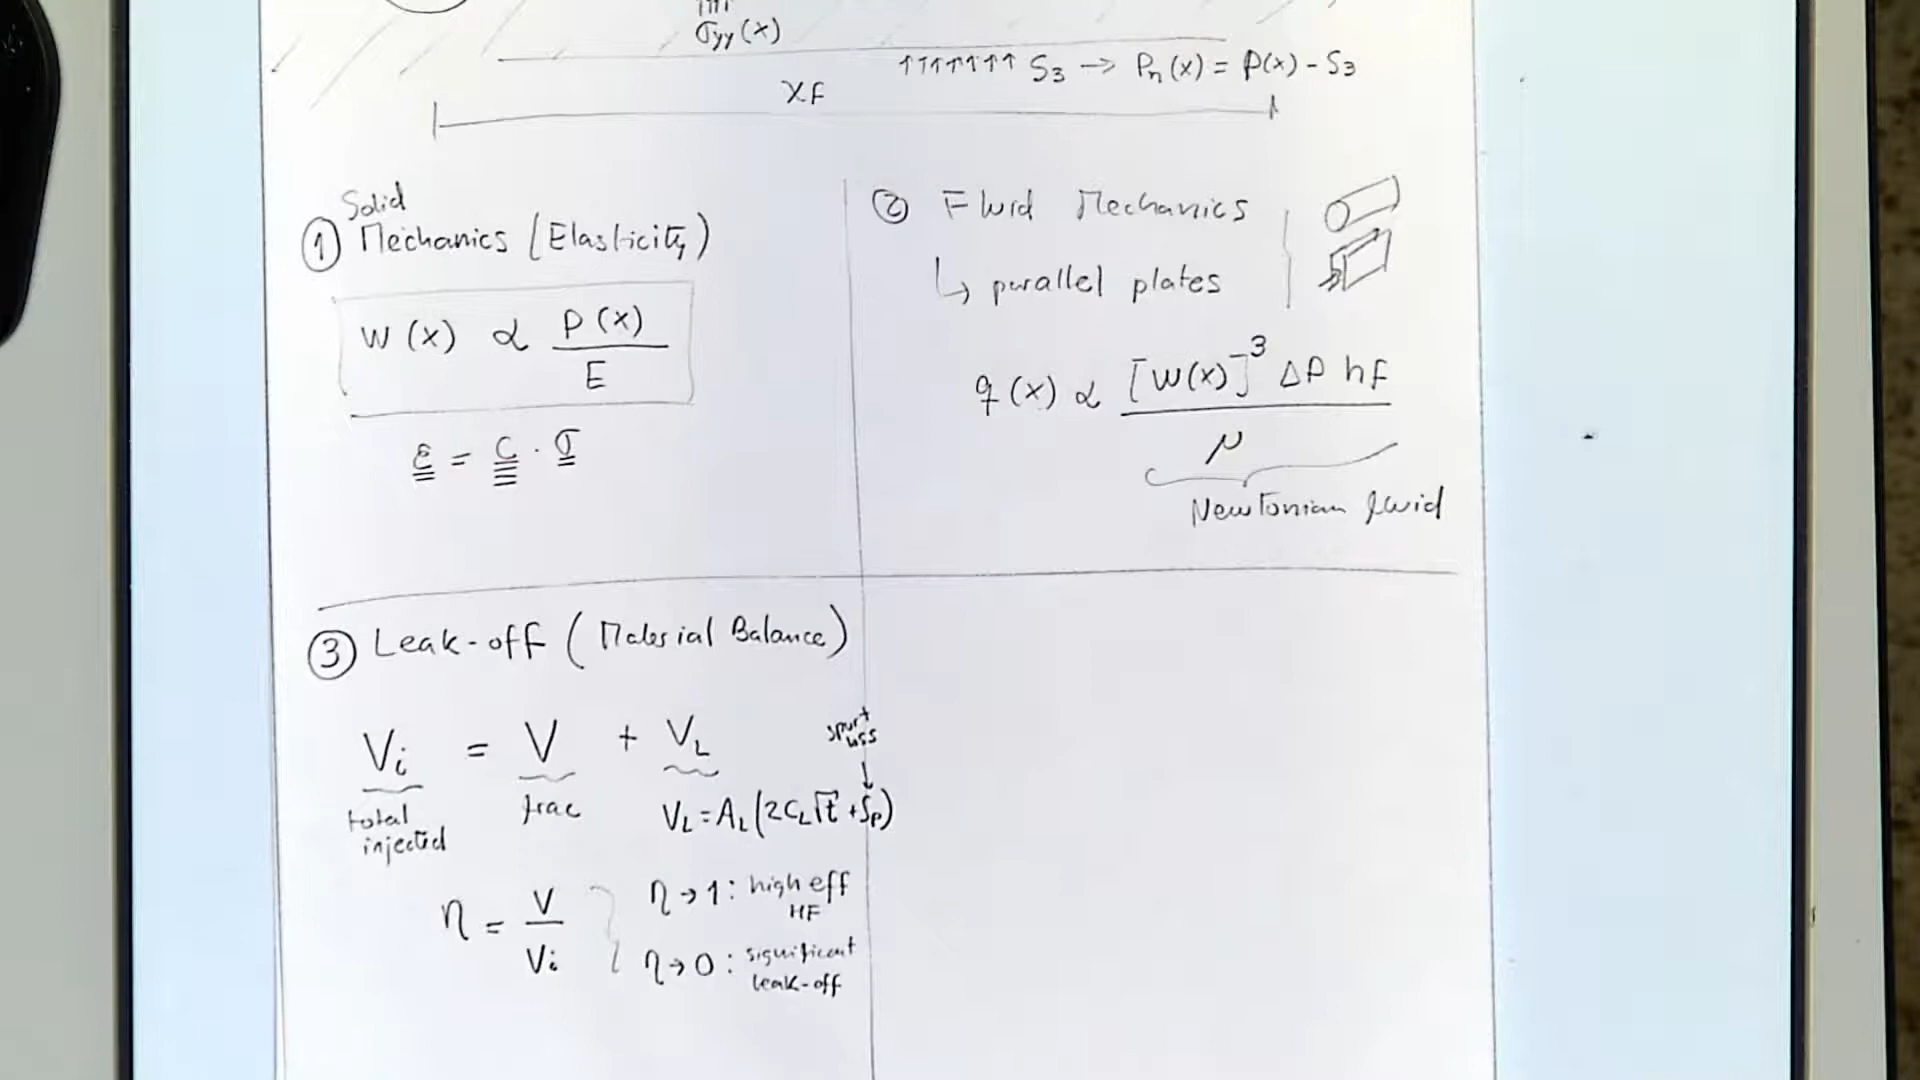 σyy(x)
↑↑↑↑↑↑↑ S3 → Pn(x) = P(x) - S3
xf
① Solid
Mechanics (Elasticity)
W(x) ∝ P(x) / E
ε = C · σ
② Fluid Mechanics
↳ parallel plates
q(x) ∝ [W(x)]³ ΔP hf / μ
Newtonian fluid
③ Leak-off (Material Balance)
Vi = V + VL
total injected
frac
spurt loss
↓
VL = AL(2CL√t + Sp)
η = V / Vi
η → 1 : high eff
HF
η → 0 : significant
leak-off